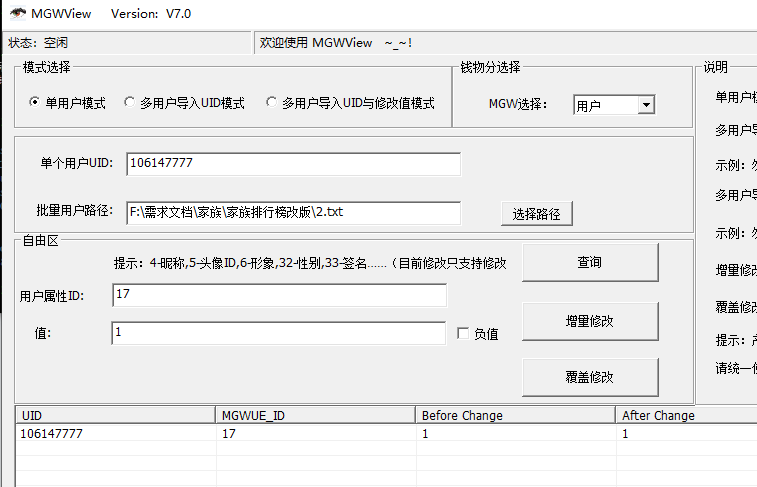 MGWView Version: V7.0
状态: 空闲 欢迎使用 MGWView ~_~!
模式选择 钱物分选择 说明
单用户模式 多用户导入UID模式 多用户导入UID与修改值模式 MGW选择: 用户 单用户模
多用户导
单个用户UID: 106147777 示例:
多用户导
批量用户路径: F:\需求文档\家族\家族排行榜改版\2.txt 选择路径
示例:
自由区
提示: 4-昵称,5-头像ID,6-形象,32-性别,33-签名......(目前修改只支持修改 查询 增量修改
用户属性ID: 17
覆盖修改
值: 1 负值 增量修改
提示:
请统一使
覆盖修改
UID MGWUE_ID Before Change After Change
106147777 17 1 1